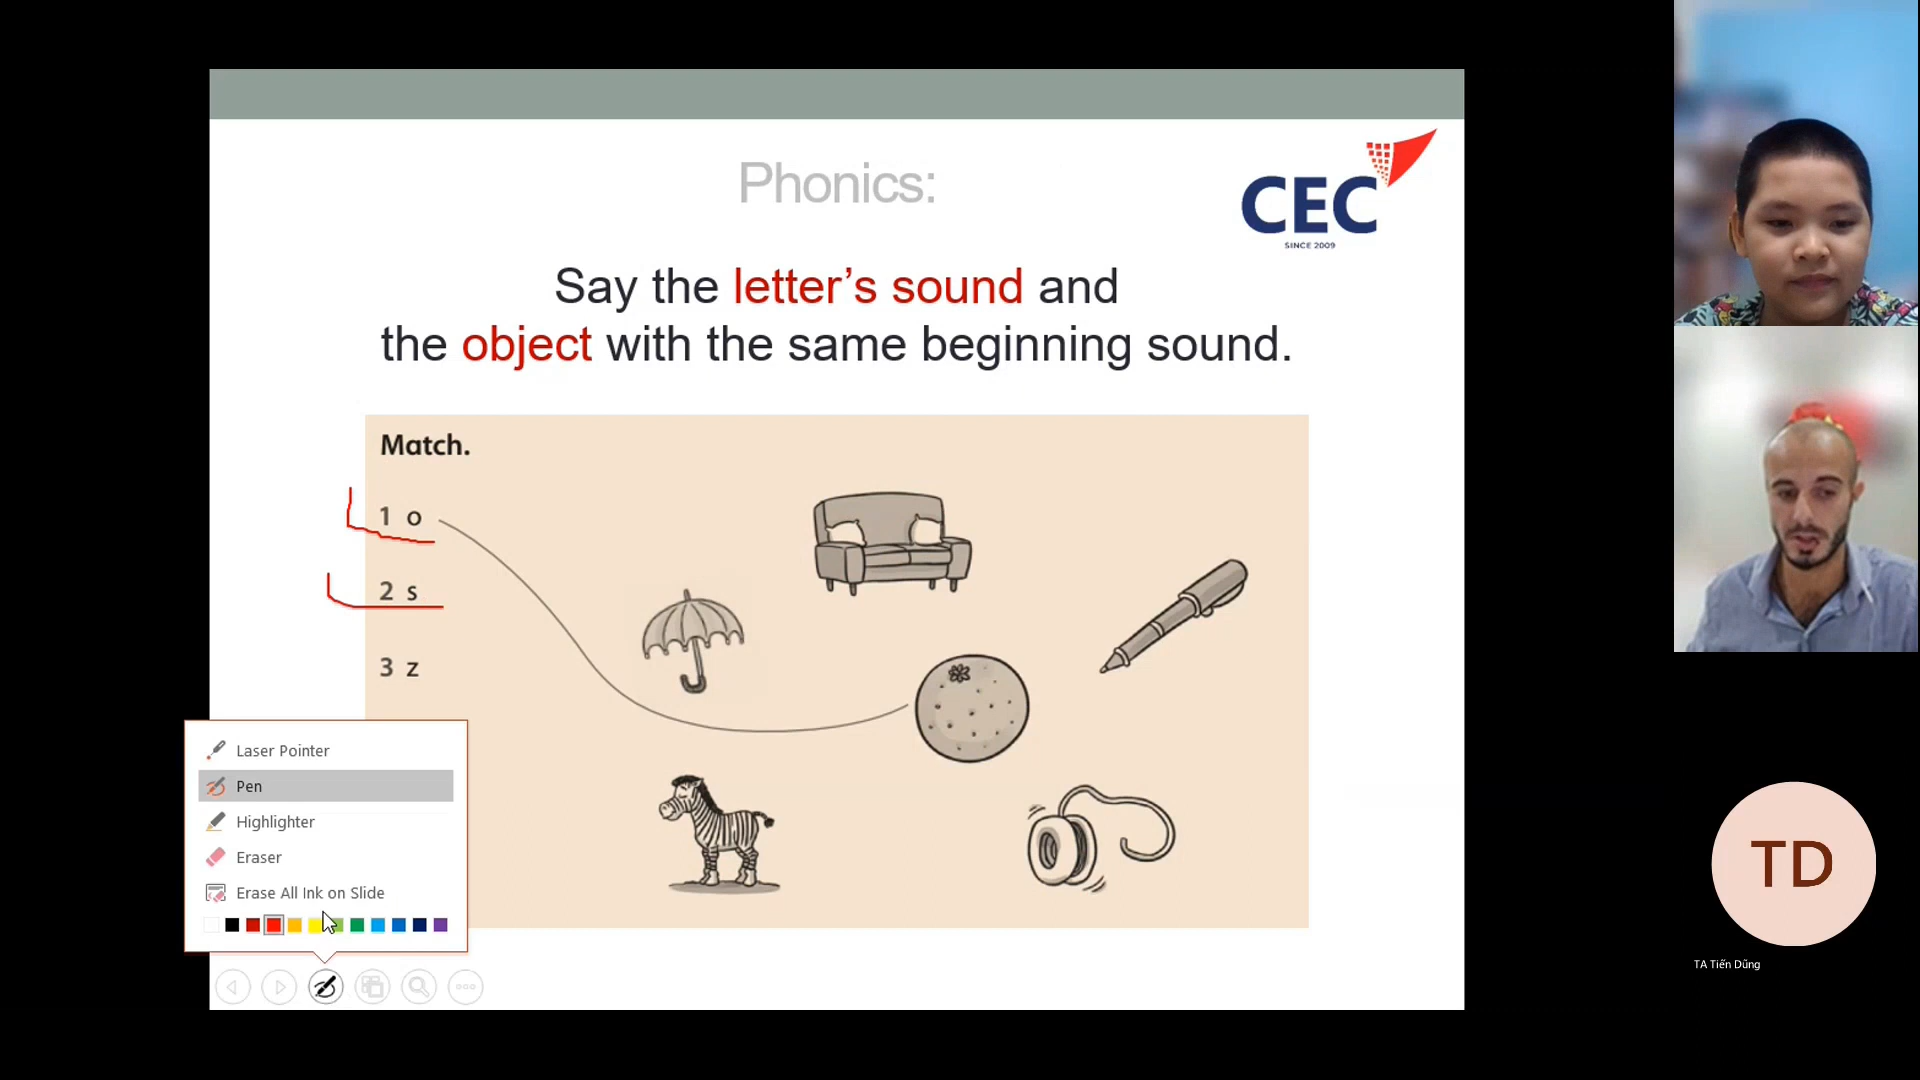 Phonics:
CEC
SINCE 2009
Say the letter’s sound and
the object with the same beginning sound.
Match.
1 o
2 s
3 z
Laser Pointer
Pen
Highlighter
Eraser
Erase All Ink on Slide
TD
TA Tiến Dũng